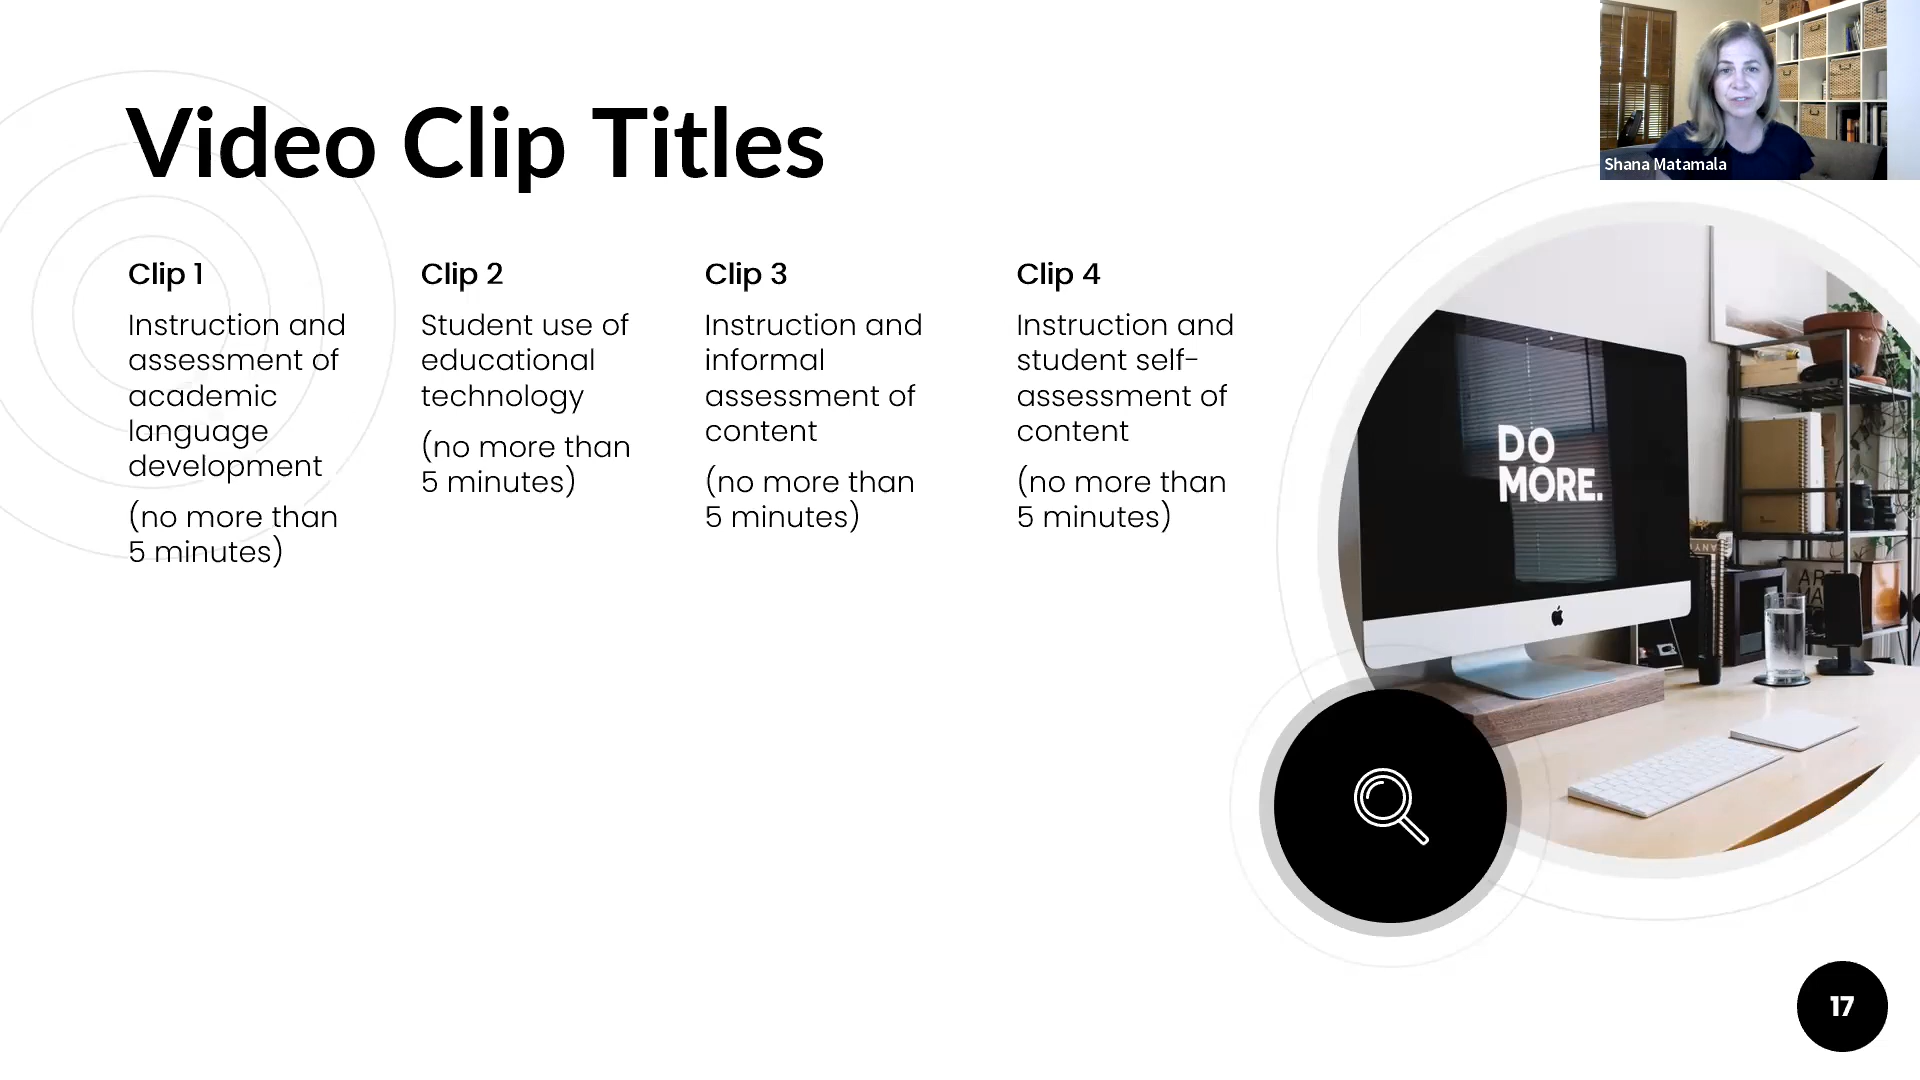 Shana Matamala
Video Clip Titles
Clip 1
Instruction and
assessment of
academic
language
development
(no more than
5 minutes)
Clip 2
Student use of
educational
technology
(no more than
5 minutes)
Clip 3
Instruction and
informal
assessment of
content
(no more than
5 minutes)
Clip 4
Instruction and
student self-
assessment of
content
(no more than
5 minutes)
DO
MORE.
17